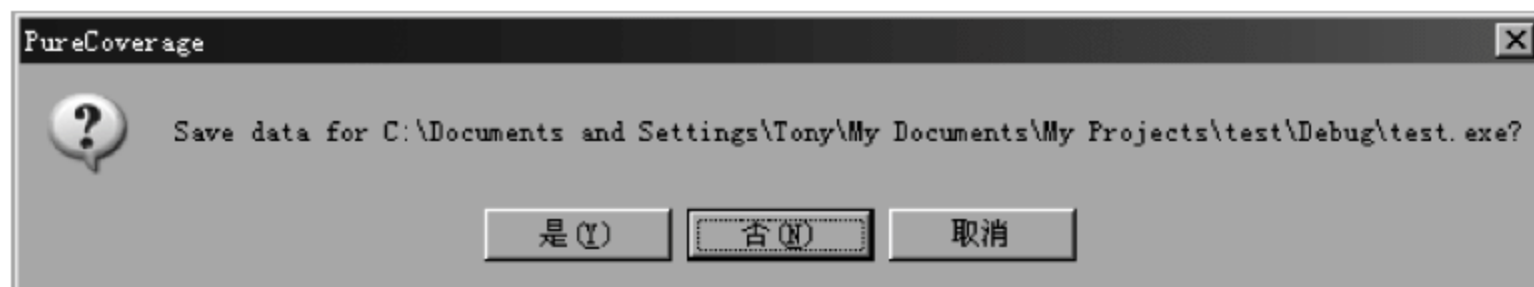 PureCoverage
Save data for C:\Documents and Settings\Tony\My Documents\My Projects\test\Debug\test.exe?
是(Y) 否(N) 取消